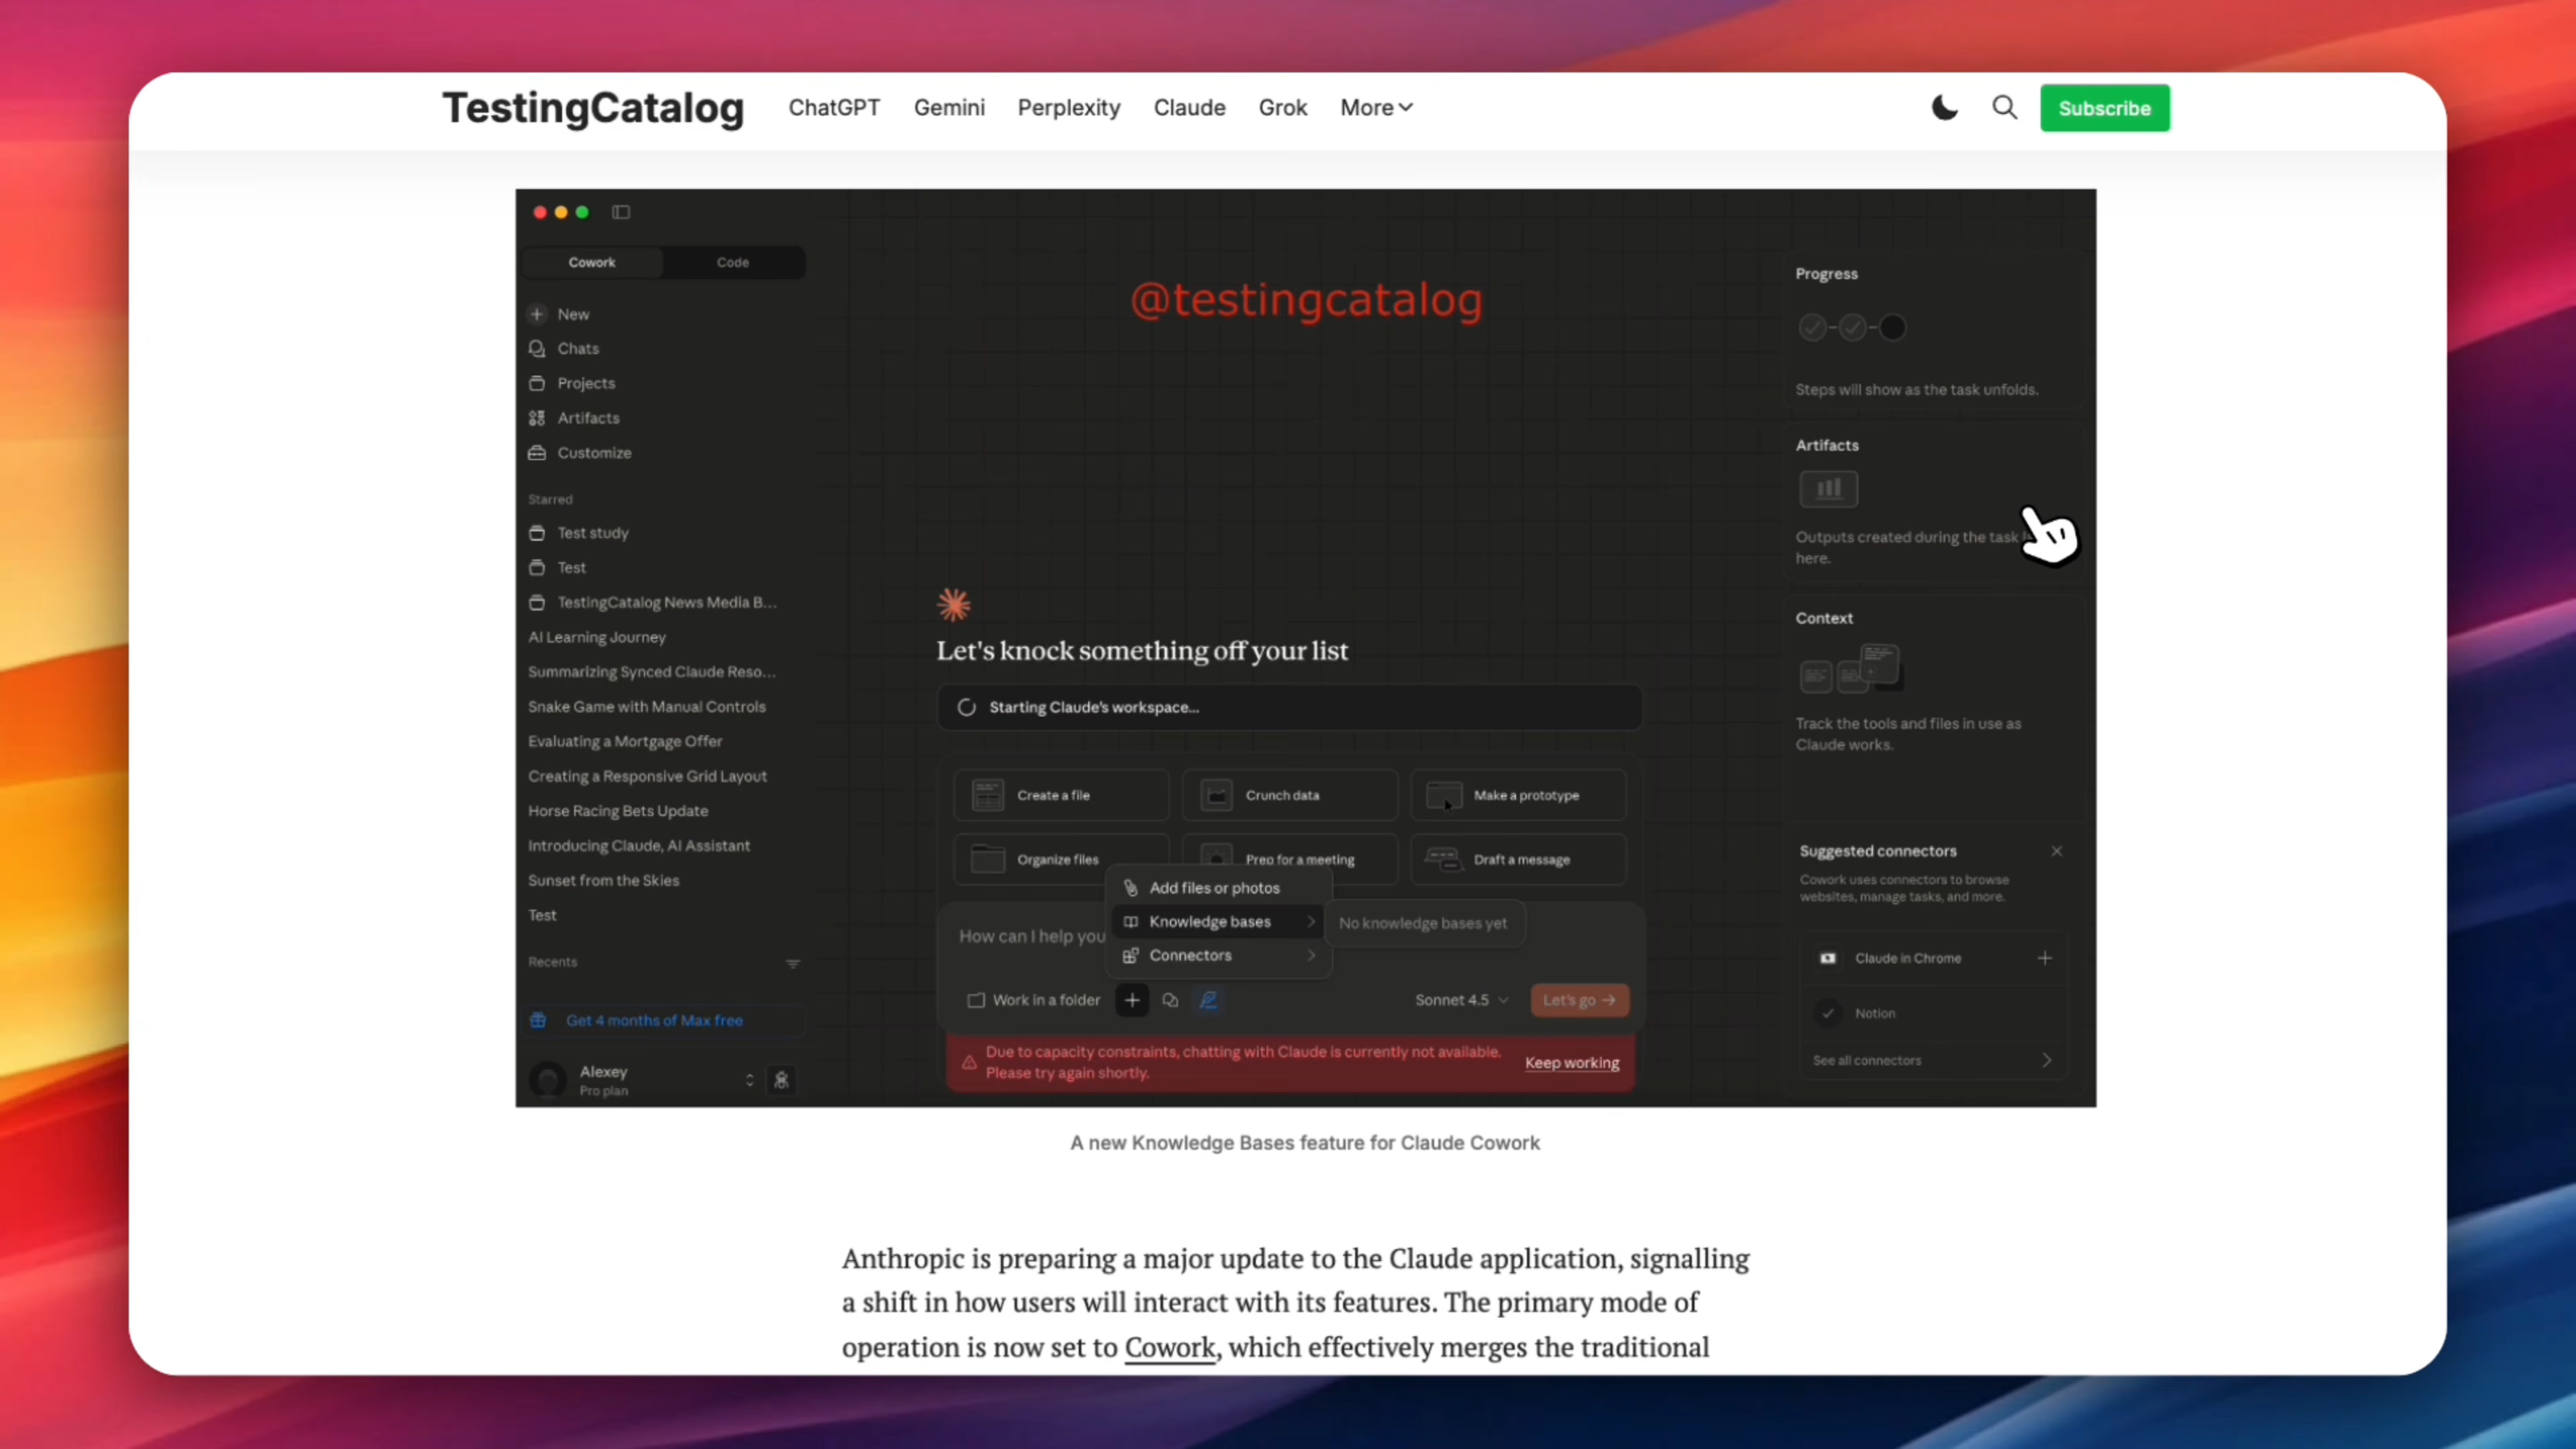 TestingCatalog
ChatGPT
Gemini
Perplexity
Claude
Grok
More
Subscribe
Cowork
Code
New
Chats
Projects
Artifacts
Customize
Starred
Test study
Test
TestingCatalog News Media B...
AI Learning Journey
Summarizing Synced Claude Reso...
Snake Game with Manual Controls
Evaluating a Mortgage Offer
Creating a Responsive Grid Layout
Horse Racing Bets Update
Introducing Claude, AI Assistant
Sunset from the Skies
Test
Recents
Get 4 months of Max free
Alexey
Pro plan
@testingcatalog
Let's knock something off your list
Starting Claude's workspace...
Create a file
Crunch data
Make a prototype
Organize files
Prep for a meeting
Draft a message
Add files or photos
Knowledge bases
No knowledge bases yet
Connectors
How can I help you
Work in a folder
Sonnet 4.5
Let's go →
Due to capacity constraints, chatting with Claude is currently not available.
Please try again shortly.
Keep working
Progress
Steps will show as the task unfolds.
Artifacts
Outputs created during the task
here.
Context
Track the tools and files in use as
Claude works.
Suggested connectors
Cowork uses connectors to browse
websites, manage tasks, and more.
Claude in Chrome
Notion
See all connectors
A new Knowledge Bases feature for Claude Cowork
Anthropic is preparing a major update to the Claude application, signalling
a shift in how users will interact with its features. The primary mode of
operation is now set to Cowork, which effectively merges the traditional